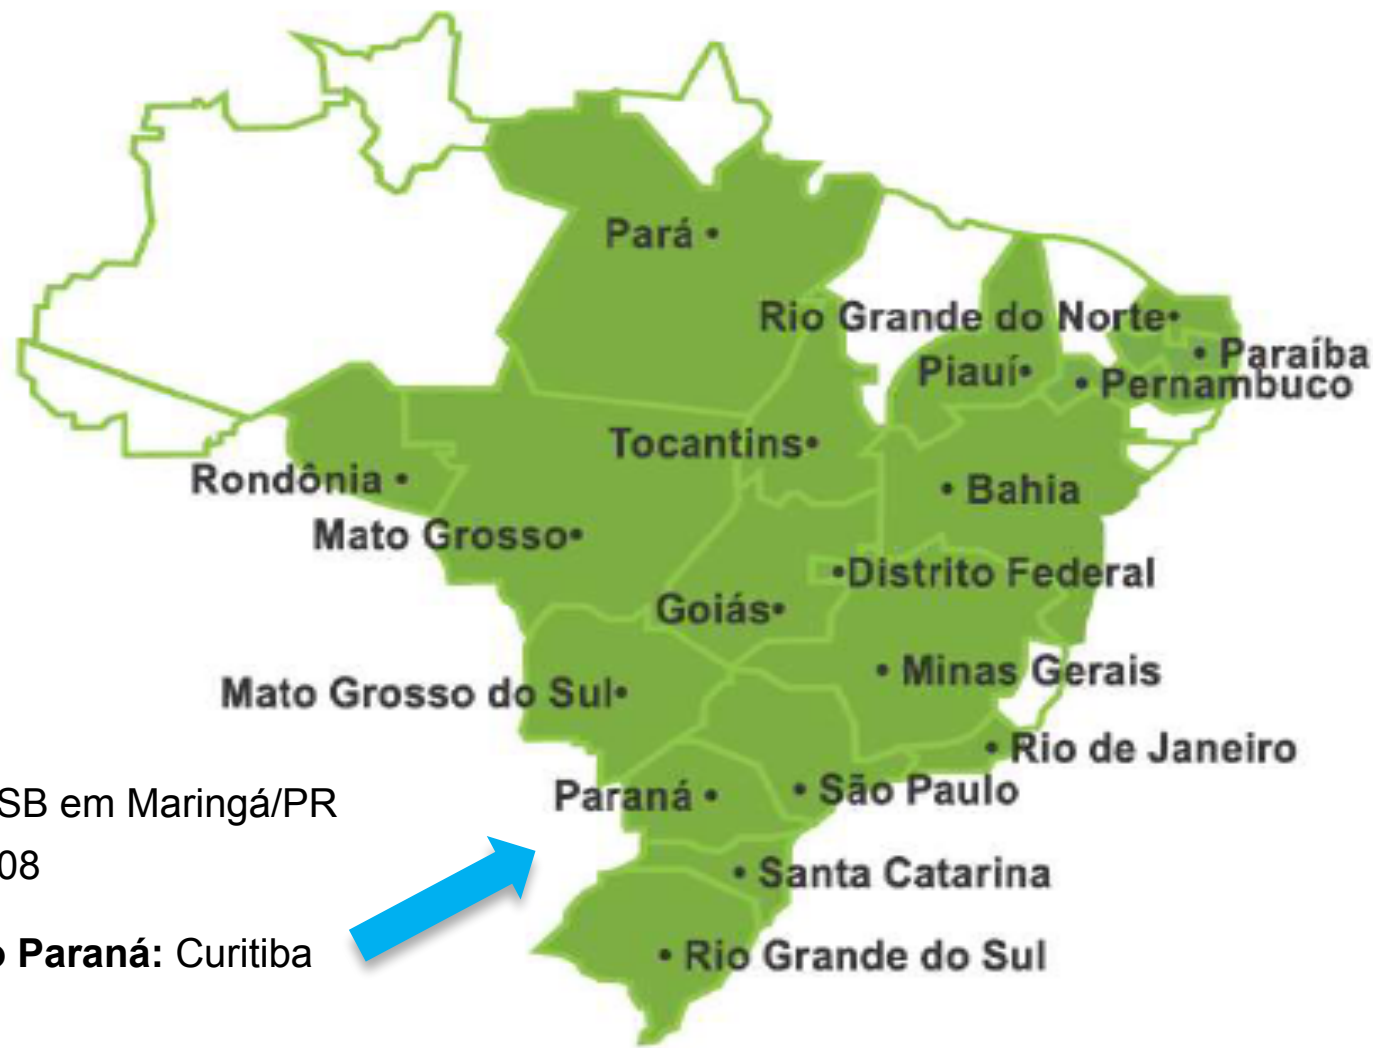 Pará
Rio Grande do Norte
Paraíba
Piauí
Pernambuco
Tocantins
Rondônia
Bahia
Mato Grosso
Distrito Federal
Goiás
Minas Gerais
Mato Grosso do Sul
Rio de Janeiro
Paraná
São Paulo
SB em Maringá/PR
08
Santa Catarina
o Paraná: Curitiba
Rio Grande do Sul